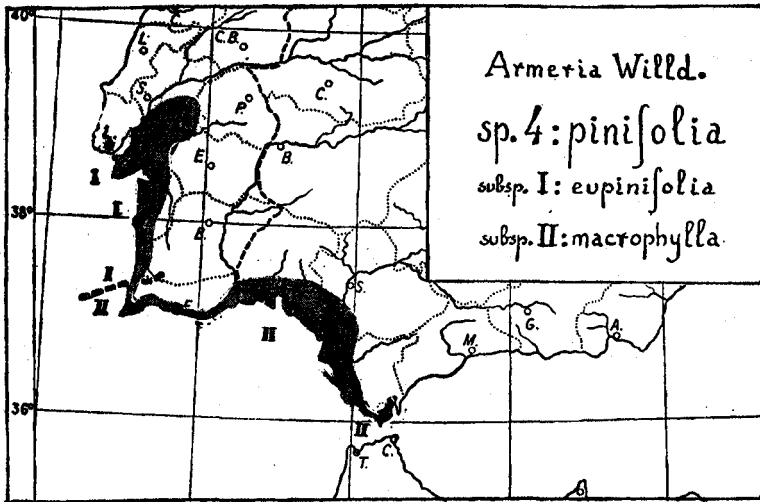 40°
L.
C.B.
Armeria Willd.
S.
P.
C.
sp. 4: pinifolia
E.
B.
I
subsp. I: eupinifolia
38°
I
B.
subsp. II: macrophylla
I
II
F.
S.
II
G.
A.
M.
36°
II
T.
C.